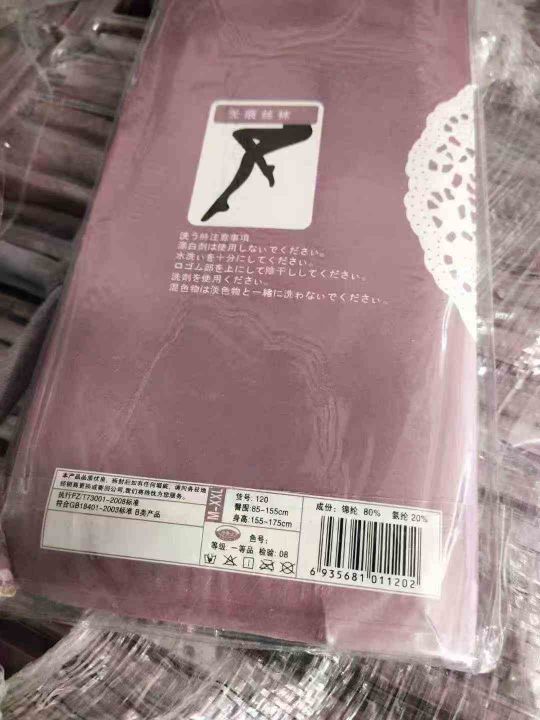 无痕丝袜
洗う時注意事項
漂白剤は使用しないでください。
水洗いを十分にしてください。
口ゴム部を上にして陰干ししてください。
洗剤を使用ください。
混色物は淡色物と一緒に洗わないでください。
执行FZ/T73001-2008标准
符合GB18401-2003标准 B类产品
M-XXL
货号: 120
臀围:85-155cm
身高:155-175cm
色号:
等级: 一等品 检验: 08
成份: 锦纶 80% 氨纶 20%
6 935681 011202